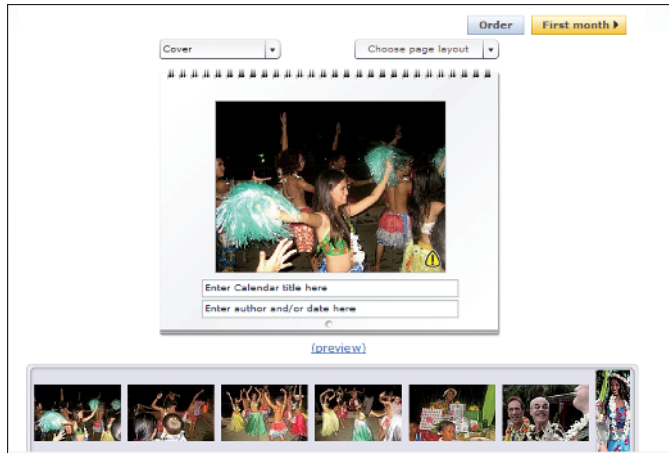 Order
First month
Cover
Choose page layout
Enter Calendar title here
Enter author and/or date here
(preview)